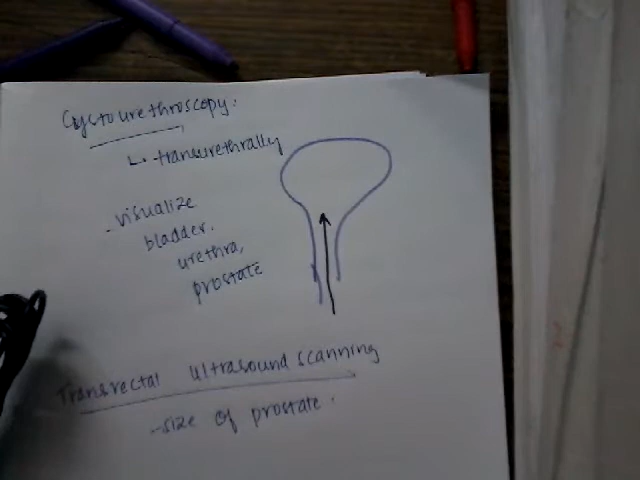 Cystourethroscopy:
↳ • transurethrally
- visualize
bladder.
urethra,
prostate
Transrectal ultrasound scanning
- size of prostate.